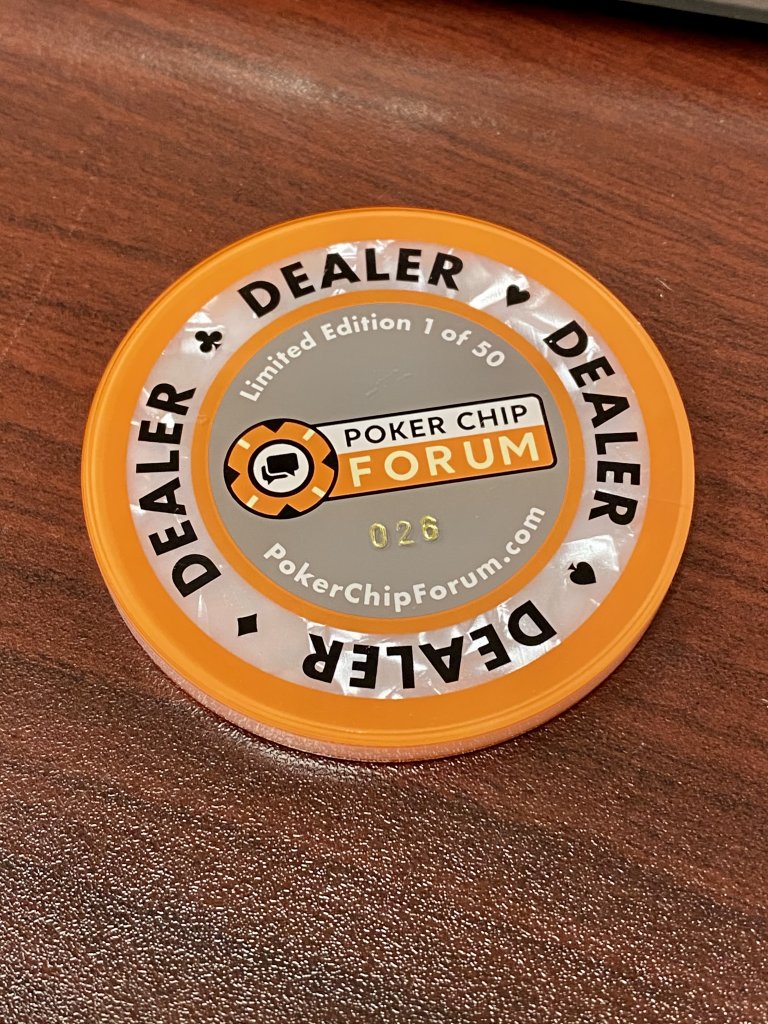 DEALER
DEALER
DEALER
DEALER
Limited Edition 1 of 50
POKER CHIP
FORUM
026
PokerChipForum.com